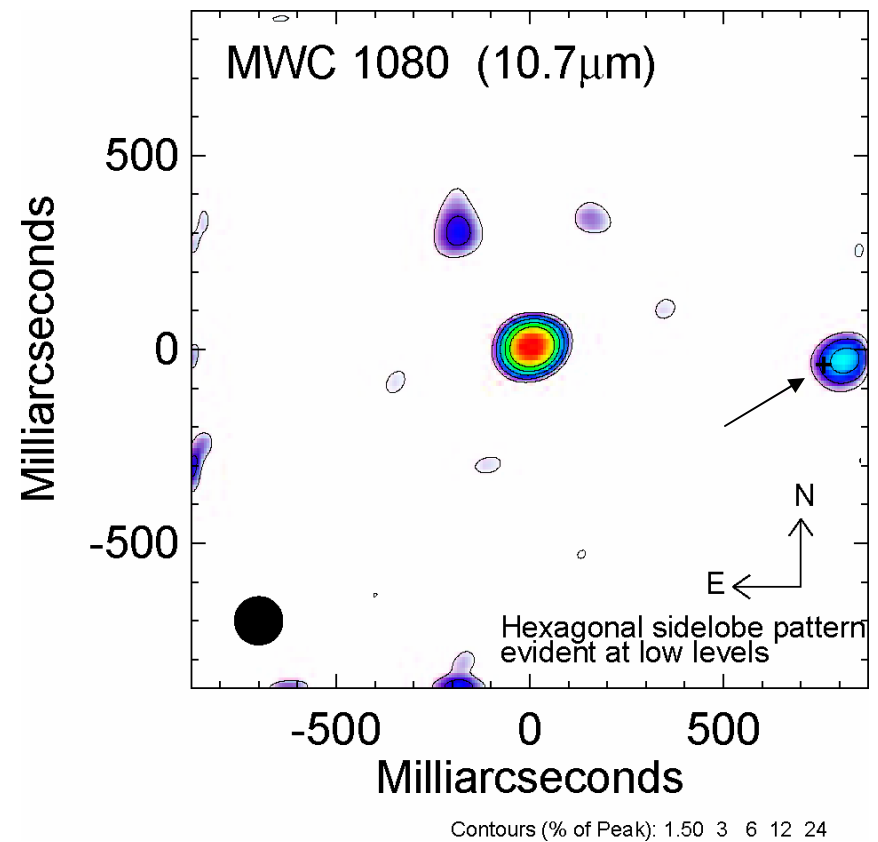 MWC 1080 (10.7μm)
500
0
-500
Milliarcseconds
N
E
Hexagonal sidelobe pattern
evident at low levels
-500 0 500
Milliarcseconds
Contours (% of Peak): 1.50 3 6 12 24